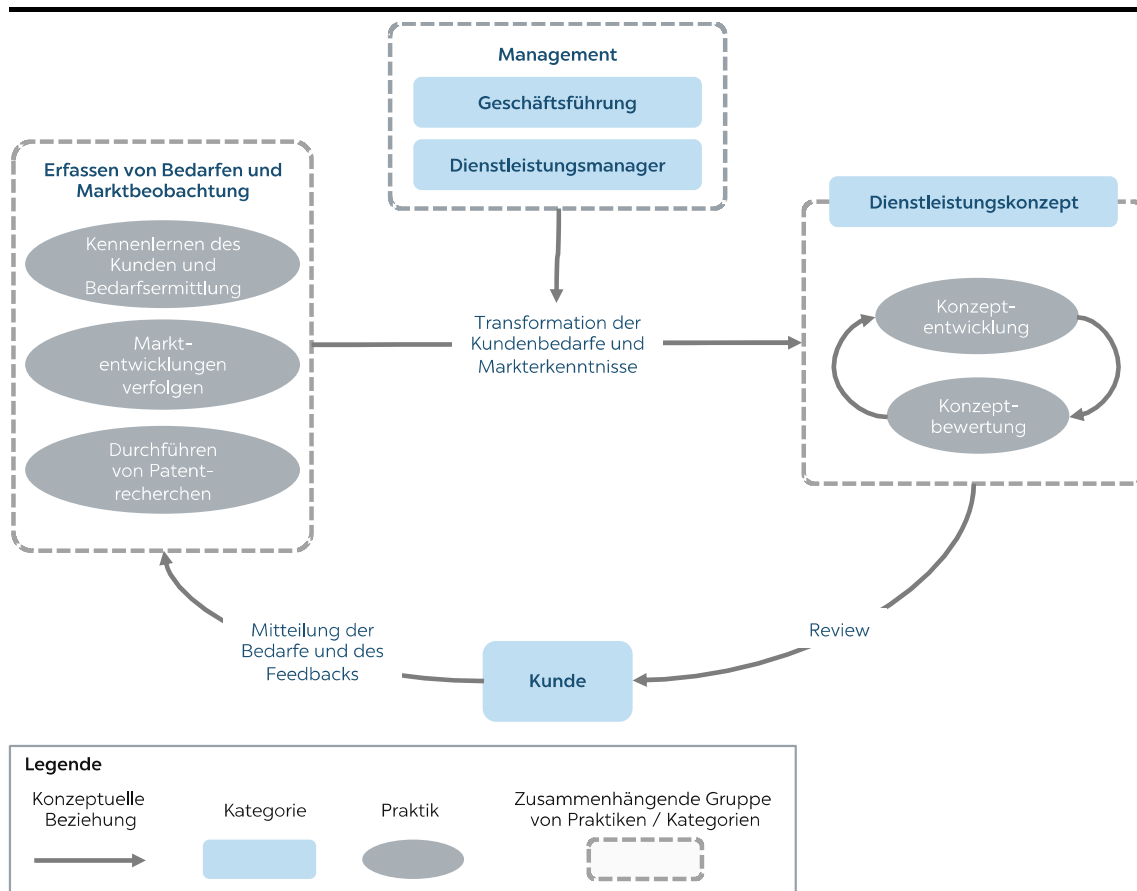 Management
Geschäftsführung
Dienstleistungsmanager
Erfassen von Bedarfen und
Marktbeobachtung
Kennenlernen des
Kunden und
Bedarfsermittlung
Markt-
entwicklungen
verfolgen
Durchführen
von Patent-
recherchen
Transformation der
Kundenbedarfe und
Markterkenntnisse
Dienstleistungskonzept
Konzept-
entwicklung
Konzept-
bewertung
Review
Kunde
Mitteilung der
Bedarfe und des
Feedbacks
Legende
Konzeptuelle
Beziehung
Kategorie
Praktik
Zusammenhängende Gruppe
von Praktiken / Kategorien